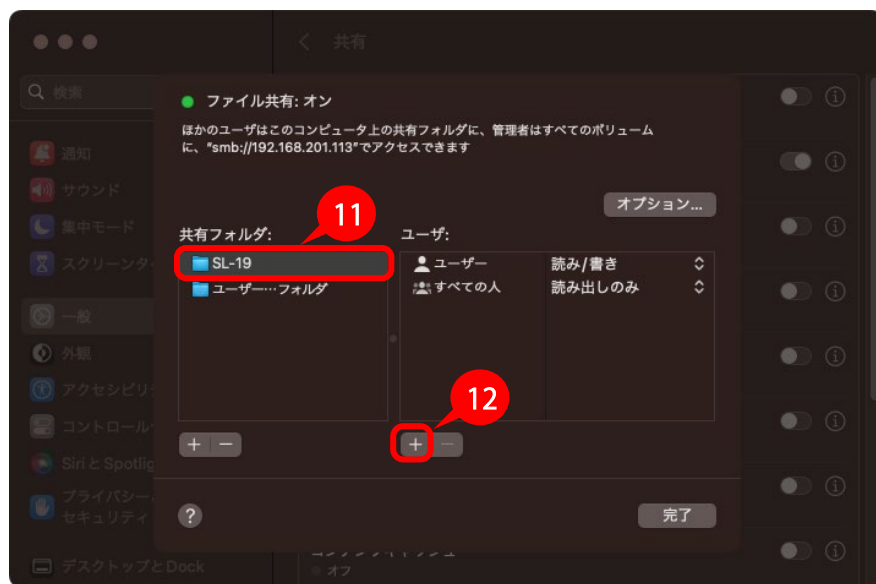 共有
検索
ファイル共有: オン
ほかのユーザはこのコンピュータ上の共有フォルダに、管理者はすべてのボリューム
に、"smb://192.168.201.113"でアクセスできます
通知
オプション...
サウンド
11
集中モード
共有フォルダ:
ユーザ:
スクリーンタ
SL-19
ユーザー
読み/書き
ユーザー…フォルダ
すべての人
読み出しのみ
一般
外観
アクセシビリ
12
コントロール
+ −
+ −
Siri と Spotlig
プライバシー
セキュリティ
?
完了
デスクトップとDock
オフ